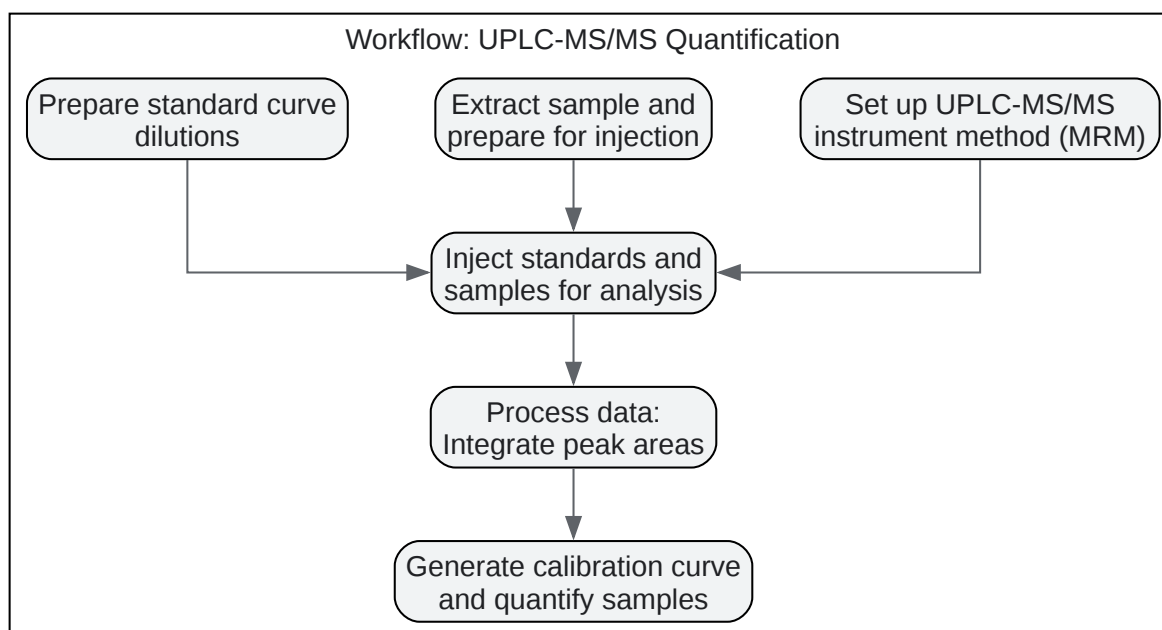 Workflow: UPLC-MS/MS Quantification
Prepare standard curve
dilutions
Extract sample and
prepare for injection
Set up UPLC-MS/MS
instrument method (MRM)
Inject standards and
samples for analysis
Process data:
Integrate peak areas
Generate calibration curve
and quantify samples